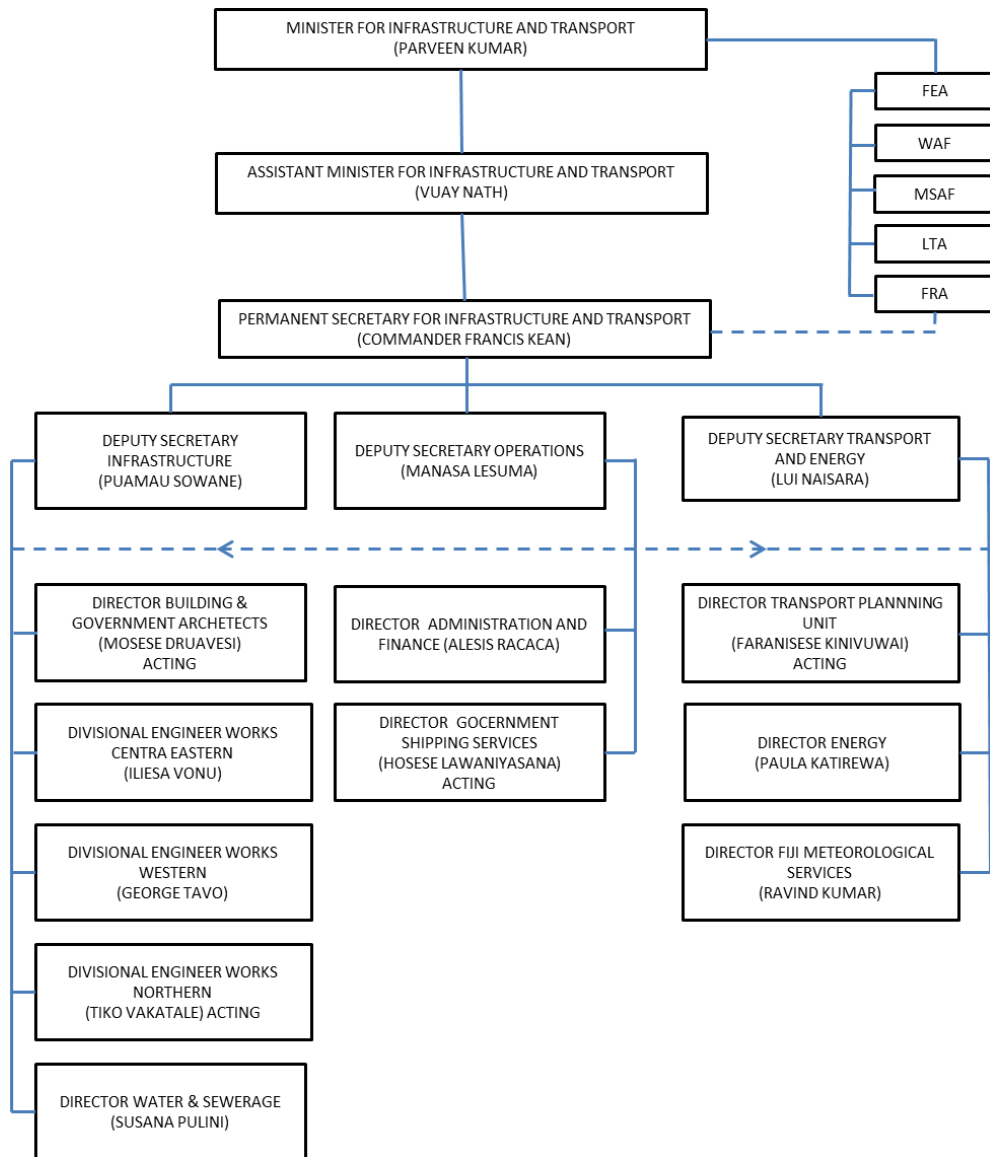 MINISTER FOR INFRASTRUCTURE AND TRANSPORT
(PARVEEN KUMAR)
FEA
WAF
MSAF
LTA
FRA
ASSISTANT MINISTER FOR INFRASTRUCTURE AND TRANSPORT
(VUAY NATH)
PERMANENT SECRETARY FOR INFRASTRUCTURE AND TRANSPORT
(COMMANDER FRANCIS KEAN)
DEPUTY SECRETARY
INFRASTRUCTURE
(PUAMAU SOWANE)
DEPUTY SECRETARY OPERATIONS
(MANASA LESUMA)
DEPUTY SECRETARY TRANSPORT
AND ENERGY
(LUI NAISARA)
DIRECTOR BUILDING &
GOVERNMENT ARCHETECTS
(MOSESE DRUAVESI)
ACTING
DIRECTOR ADMINISTRATION AND
FINANCE (ALESIS RACACA)
DIRECTOR TRANSPORT PLANNNING
UNIT
(FARANISESE KINIVUWAI)
ACTING
DIVISIONAL ENGINEER WORKS
CENTRA EASTERN
(ILIESA VONU)
DIRECTOR GOCERNMENT
SHIPPING SERVICES
(HOSESE LAWANIYASANA)
ACTING
DIRECTOR ENERGY
(PAULA KATIREWA)
DIVISIONAL ENGINEER WORKS
WESTERN
(GEORGE TAVO)
DIRECTOR FIJI METEOROLOGICAL
SERVICES
(RAVIND KUMAR)
DIVISIONAL ENGINEER WORKS
NORTHERN
(TIKO VAKATALE) ACTING
DIRECTOR WATER & SEWERAGE
(SUSANA PULINI)